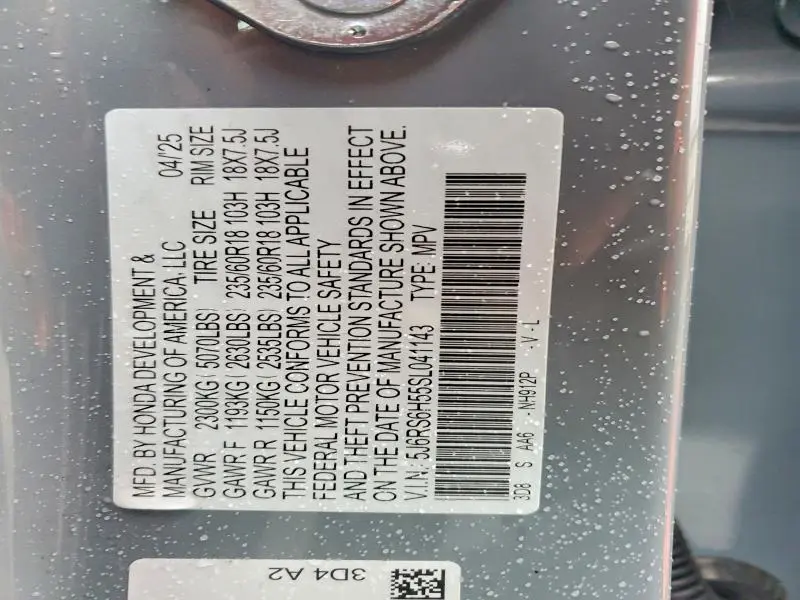 MFD. BY HONDA DEVELOPMENT &
MANUFACTURING OF AMERICA, LLC 04/'25
GVWR 2300KG(5070LBS) TIRE SIZE RIM SIZE
GAWR F 1193KG(2630LBS) 235/60R18 103H 18X7.5J
GAWR R 1150KG(2535LBS) 235/60R18 103H 18X7.5J
THIS VEHICLE CONFORMS TO ALL APPLICABLE
FEDERAL MOTOR VEHICLE SAFETY
AND THEFT PREVENTION STANDARDS IN EFFECT
ON THE DATE OF MANUFACTURE SHOWN ABOVE.
V.I.N: 5J6RS6H55SL041143 TYPE: MPV
3D8 S AA6 -NH912P -V -L
3D4 A2